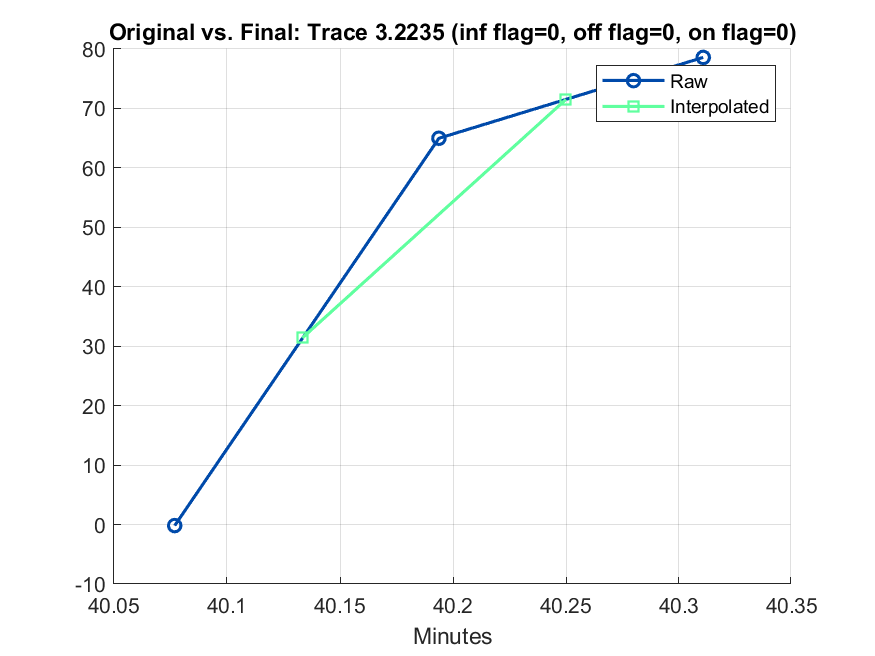 Original vs. Final: Trace 3.2235 (inf flag=0, off flag=0, on flag=0)
80
70
60
50
40
30
20
10
0
-10
Raw
Interpolated
40.05 40.1 40.15 40.2 40.25 40.3 40.35
Minutes